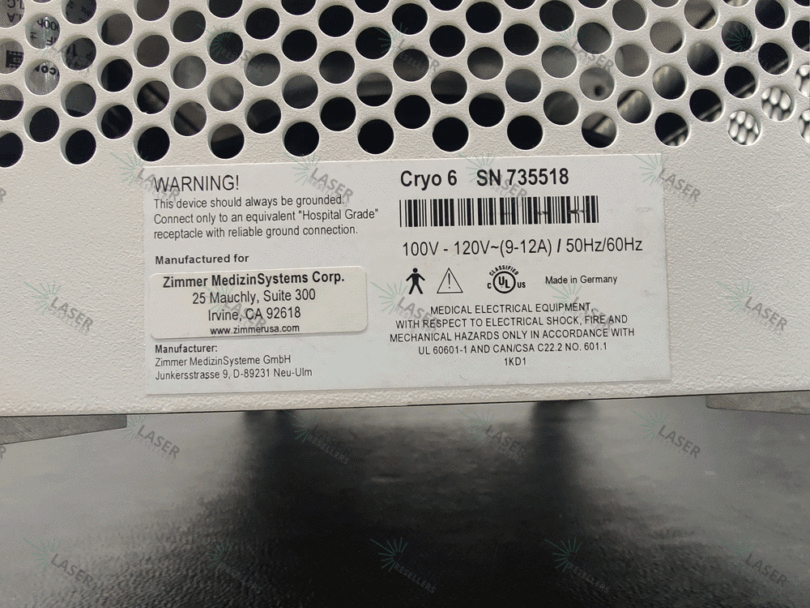 WARNING!
This device should always be grounded.
Connect only to an equivalent "Hospital Grade"
receptacle with reliable ground connection.
Manufactured for
Zimmer MedizinSystems Corp.
25 Mauchly, Suite 300
Irvine, CA 92618
www.zimmerusa.com
Manufacturer:
Zimmer MedizinSysteme GmbH
Junkersstrasse 9, D-89231 Neu-Ulm
Cryo 6 SN 735518
100V - 120V~(9-12A) / 50Hz/60Hz
CLASSIFIED
C UL US
Made in Germany
MEDICAL ELECTRICAL EQUIPMENT,
WITH RESPECT TO ELECTRICAL SHOCK, FIRE AND
MECHANICAL HAZARDS ONLY IN ACCORDANCE WITH
UL 60601-1 AND CAN/CSA C22.2 NO. 601.1
1KD1
LASER
RESELLERS